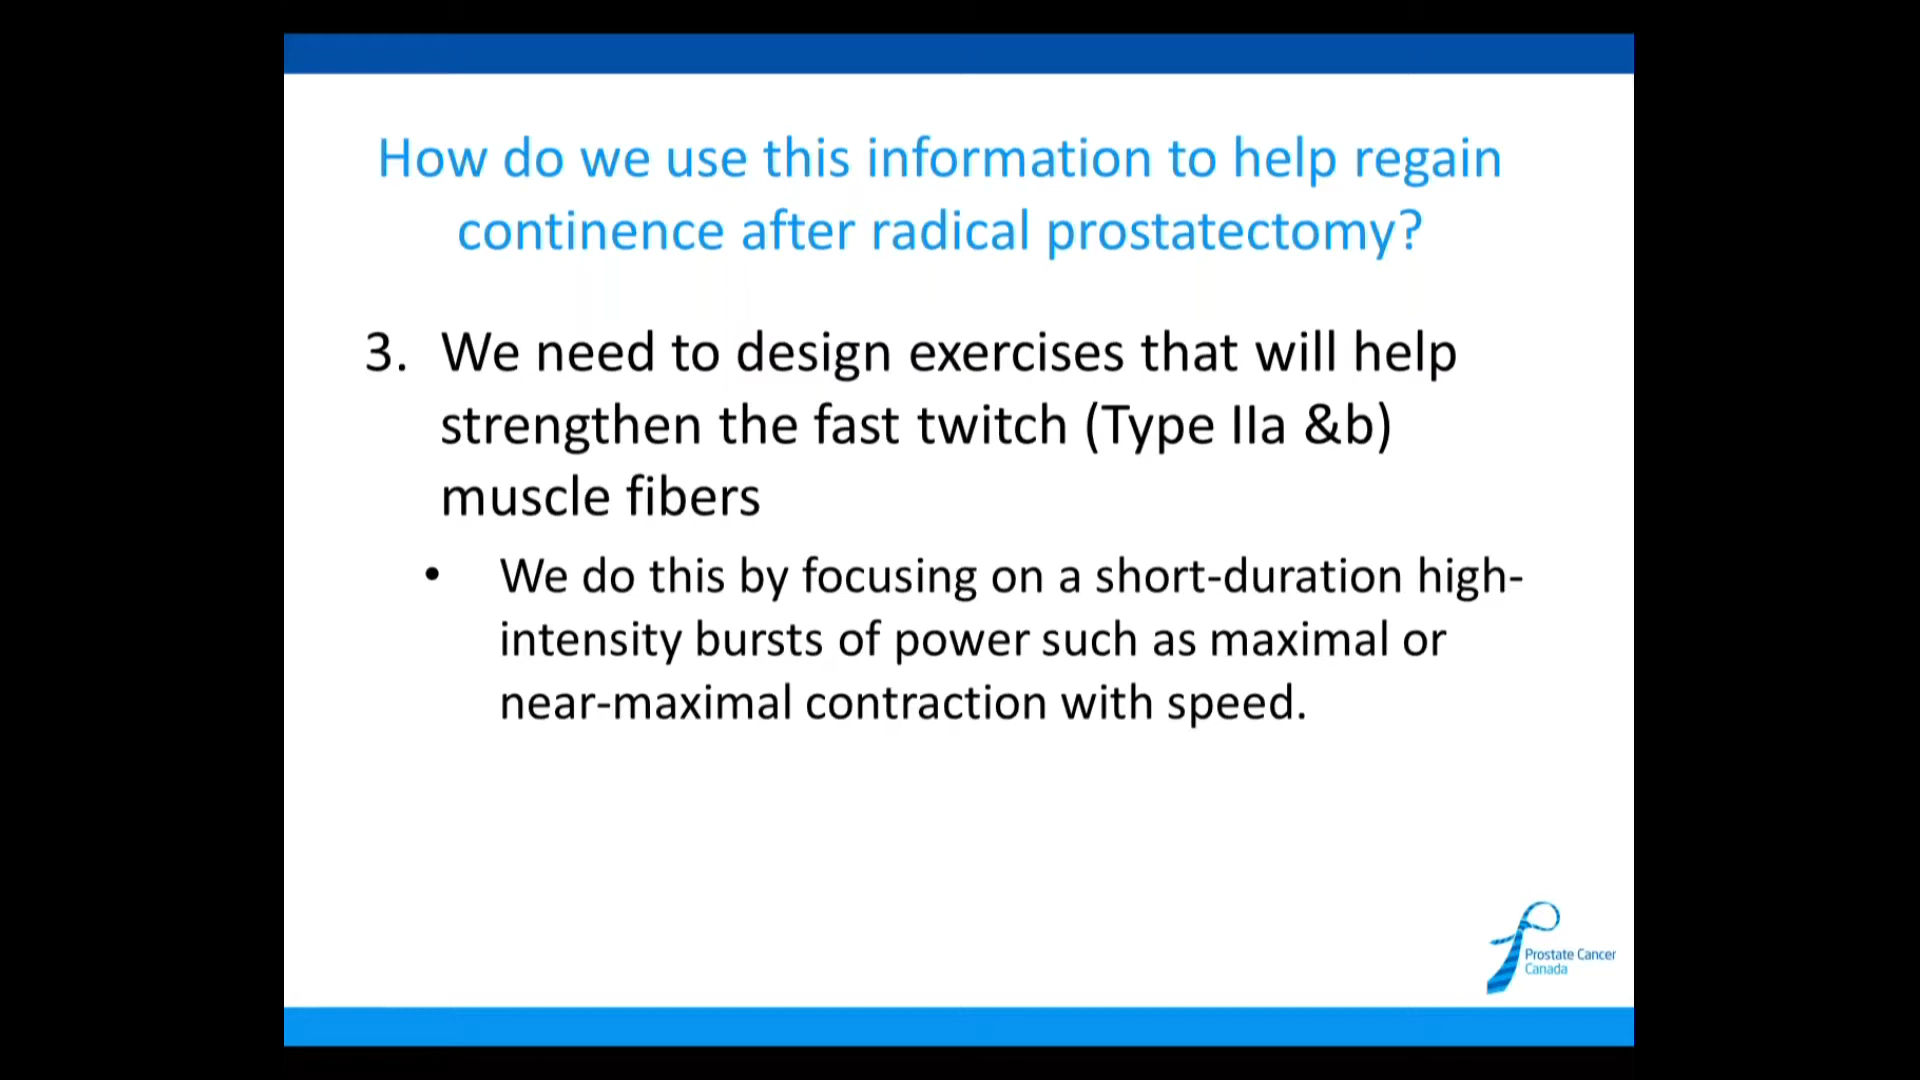 How do we use this information to help regain
continence after radical prostatectomy?
3. We need to design exercises that will help
strengthen the fast twitch (Type IIa &b)
muscle fibers
• We do this by focusing on a short-duration high-
intensity bursts of power such as maximal or
near-maximal contraction with speed.
Prostate Cancer
Canada